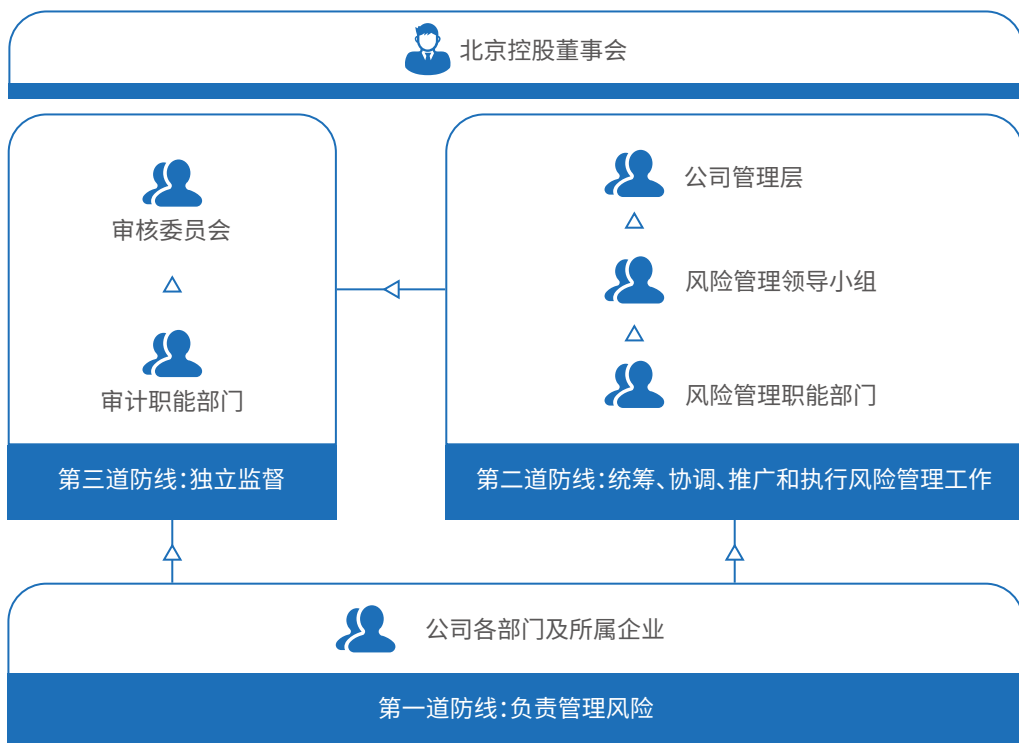 北京控股董事会
审核委员会
审计职能部门
第三道防线:独立监督
公司管理层
风险管理领导小组
风险管理职能部门
第二道防线:统筹、协调、推广和执行风险管理工作
公司各部门及所属企业
第一道防线:负责管理风险